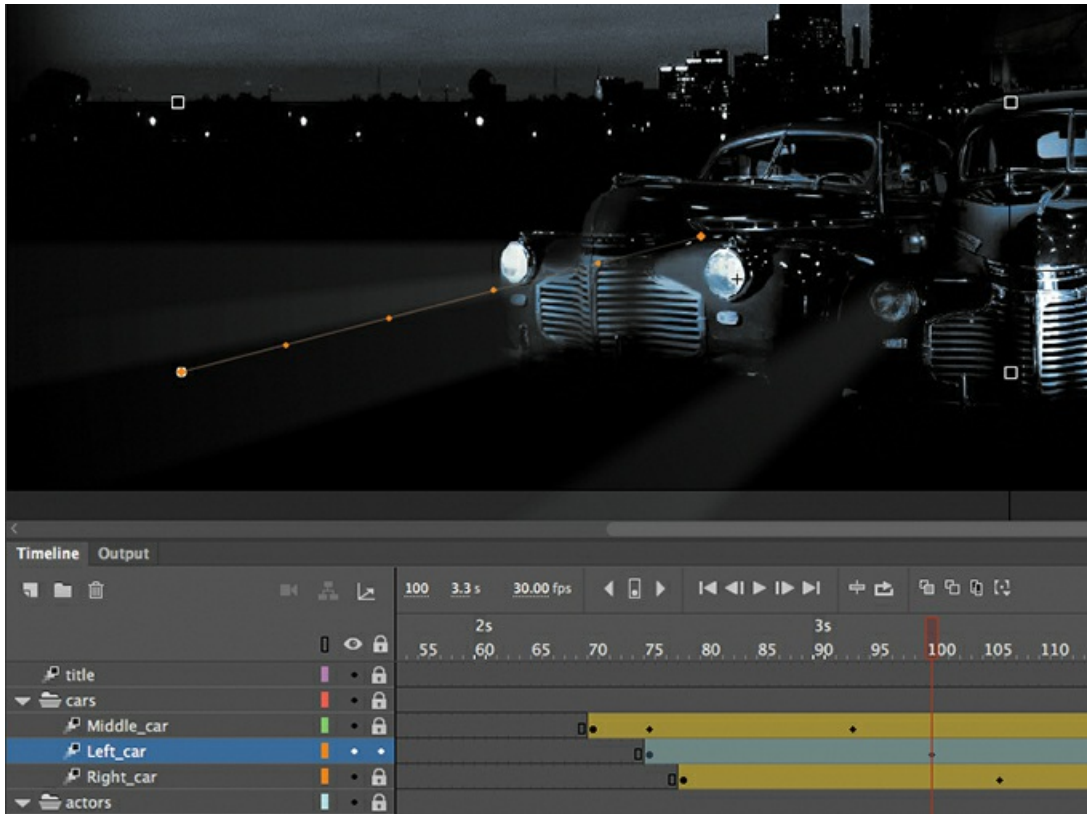 Timeline Output
100 3.3 s 30.00 fps
2s 3s
55 60 65 70 75 80 85 90 95 100 105 110
title
cars
Middle_car
Left_car
Right_car
actors